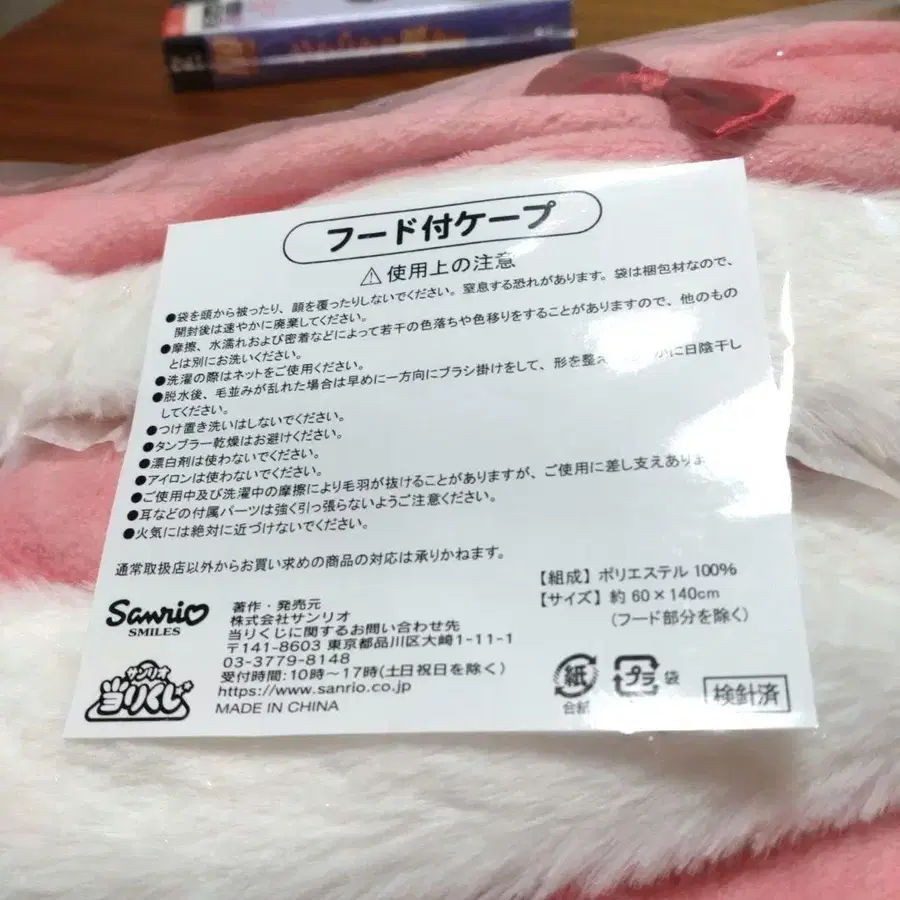 フード付ケープ
⚠使用上の注意
●袋を頭から被ったり、顔を覆ったりしないでください。窒息する恐れがあります。袋は梱包材なので、
開封後は速やかに廃棄してください。
●摩擦、水濡れおよび密着などによって若干の色落ちや色移りをすることがありますので、他のもの
とは別にお洗いください。
●洗濯の際はネットをご使用ください。
●脱水後、毛並みが乱れた場合は早めに一方向にブラシ掛けをして、形を整え かに日陰干し
してください。
●つけ置き洗いはしないでください。
●タンブラー乾燥はお避けください。
●漂白剤は使わないでください。
●アイロンは使わないでください。
●ご使用中及び洗濯中の摩擦により毛羽が抜けることがありますが、ご使用に差し支えありま
●耳などの付属パーツは強く引っ張らないようご注意ください。
●火気には絶対に近づけないでください。
通常取扱店以外からお買い求めの商品の対応は承りかねます。
【組成】ポリエステル 100%
【サイズ】約 60×140cm
(フード部分を除く)
Sanrio
SMILES
サンリオ
当りくじ
著作・発売元
株式会社サンリオ
当りくじに関するお問い合わせ先
〒141-8603 東京都品川区大崎1-11-1
03-3779-8148
受付時間:10時～17時(土日祝日を除く)
https://www.sanrio.co.jp
MADE IN CHINA
紙
台紙
プラ 袋
検針済